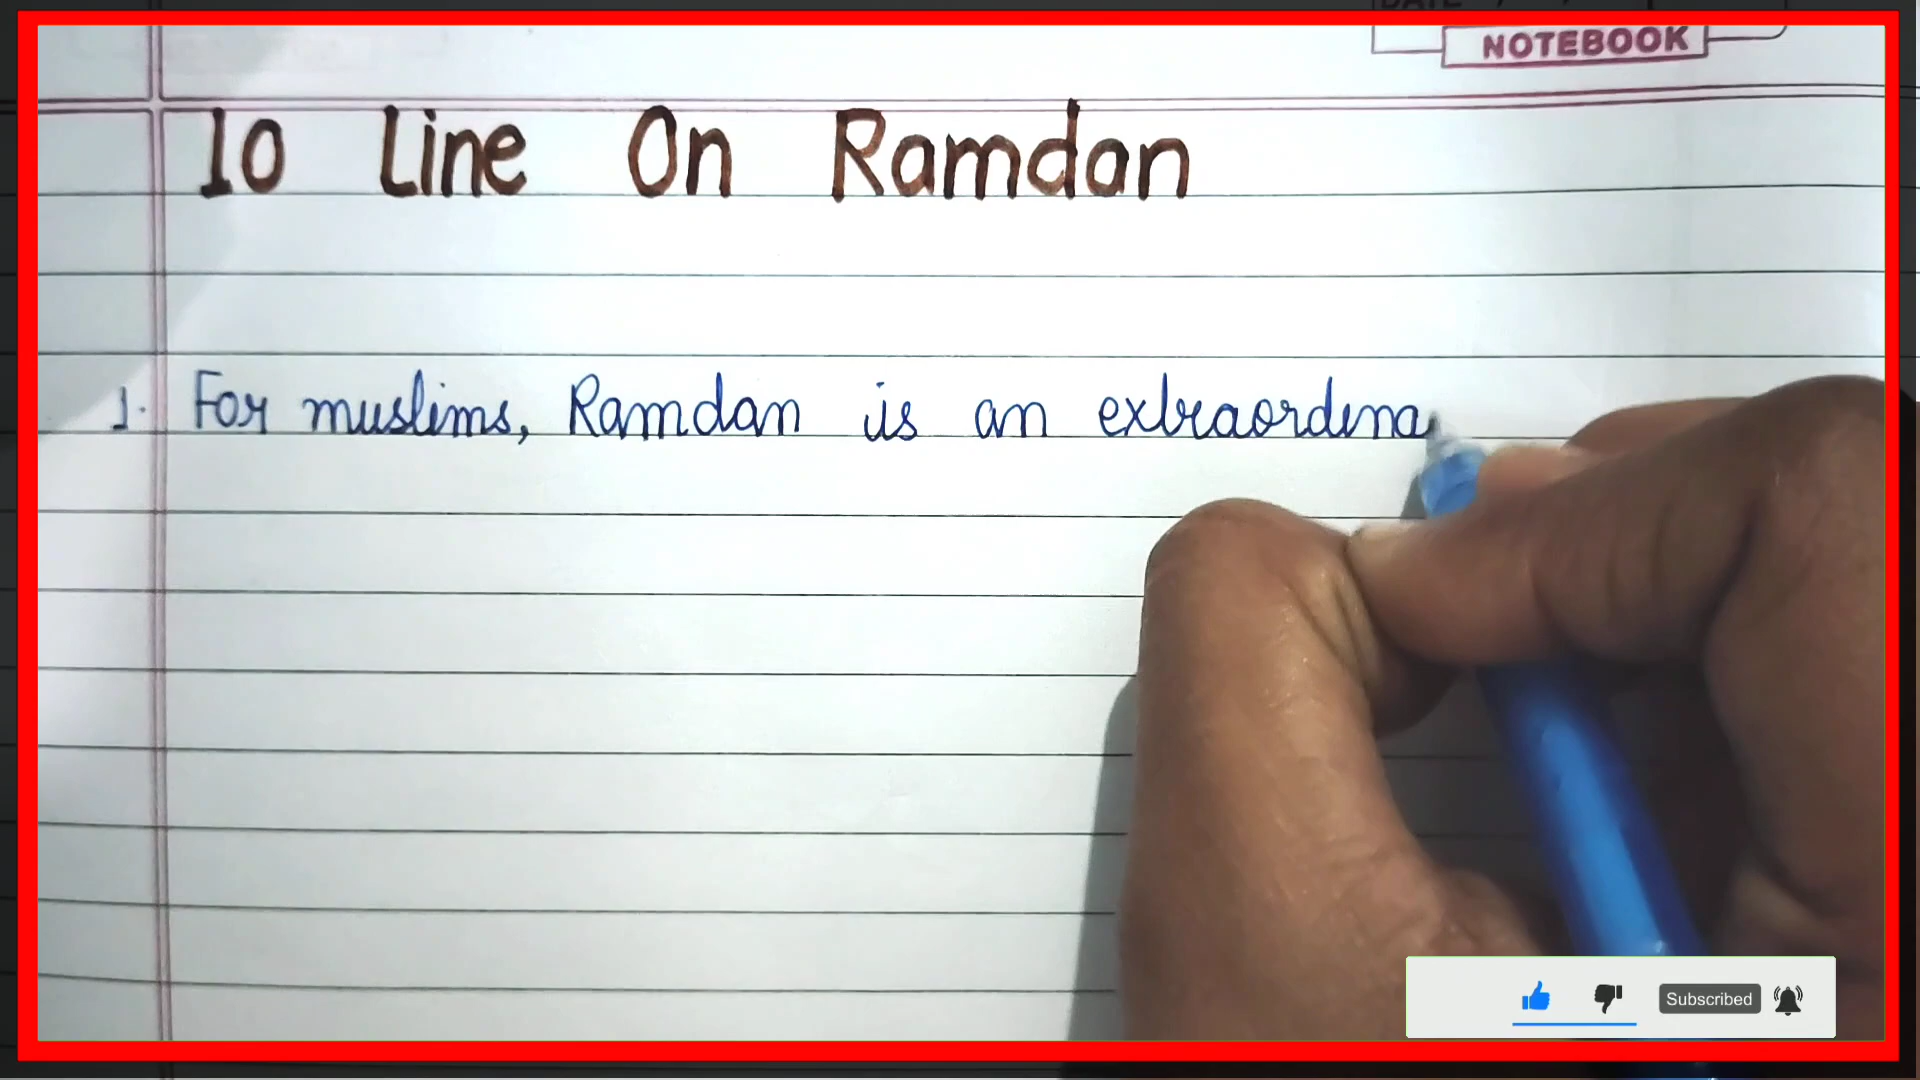 NOTEBOOK
10 Line On Ramdan
1. For muslims, Ramdan is an extraordina
Subscribed